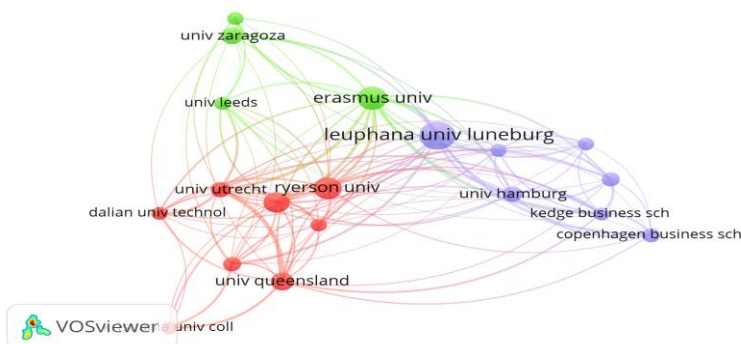 univ zaragoza
univ leeds
erasmus univ
leuphana univ luneburg
univ utrecht
ryerson univ
univ hamburg
dalian univ technol
kedge business sch
copenhagen business sch
univ queensland
VOSviewer
univ coll